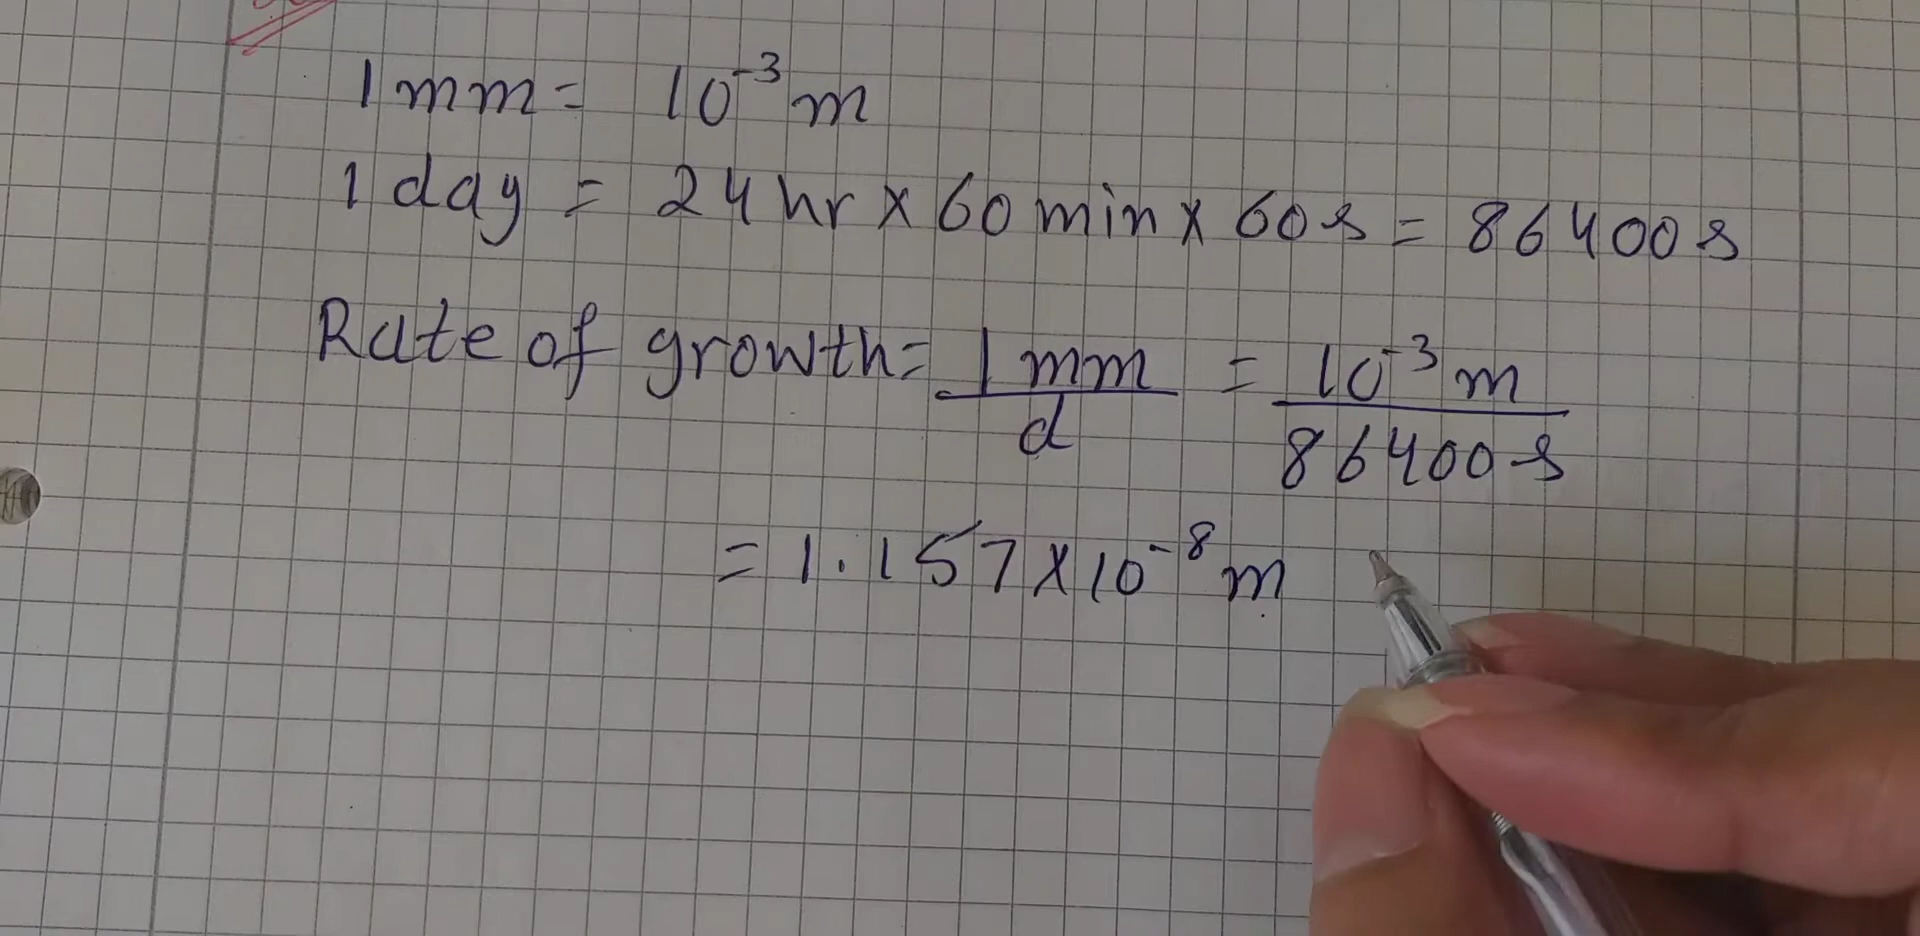 1 mm = 10⁻³ m
1 day = 24 hr × 60 min × 60 s = 86400 s
Rate of growth = 1 mm / d = 10⁻³ m / 86400 s
= 1.157 × 10⁻⁸ m